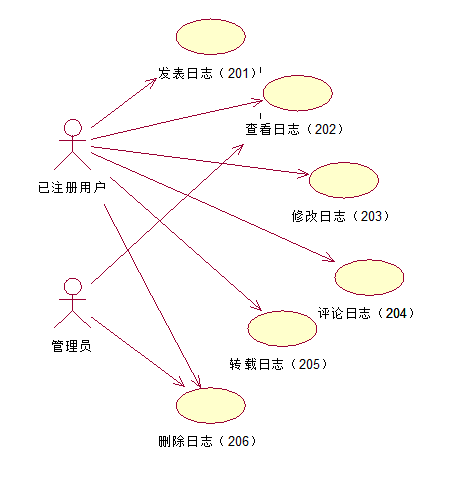 发表日志（201）
查看日志（202）
已注册用户
修改日志（203）
评论日志（204）
管理员
转载日志（205）
删除日志（206）